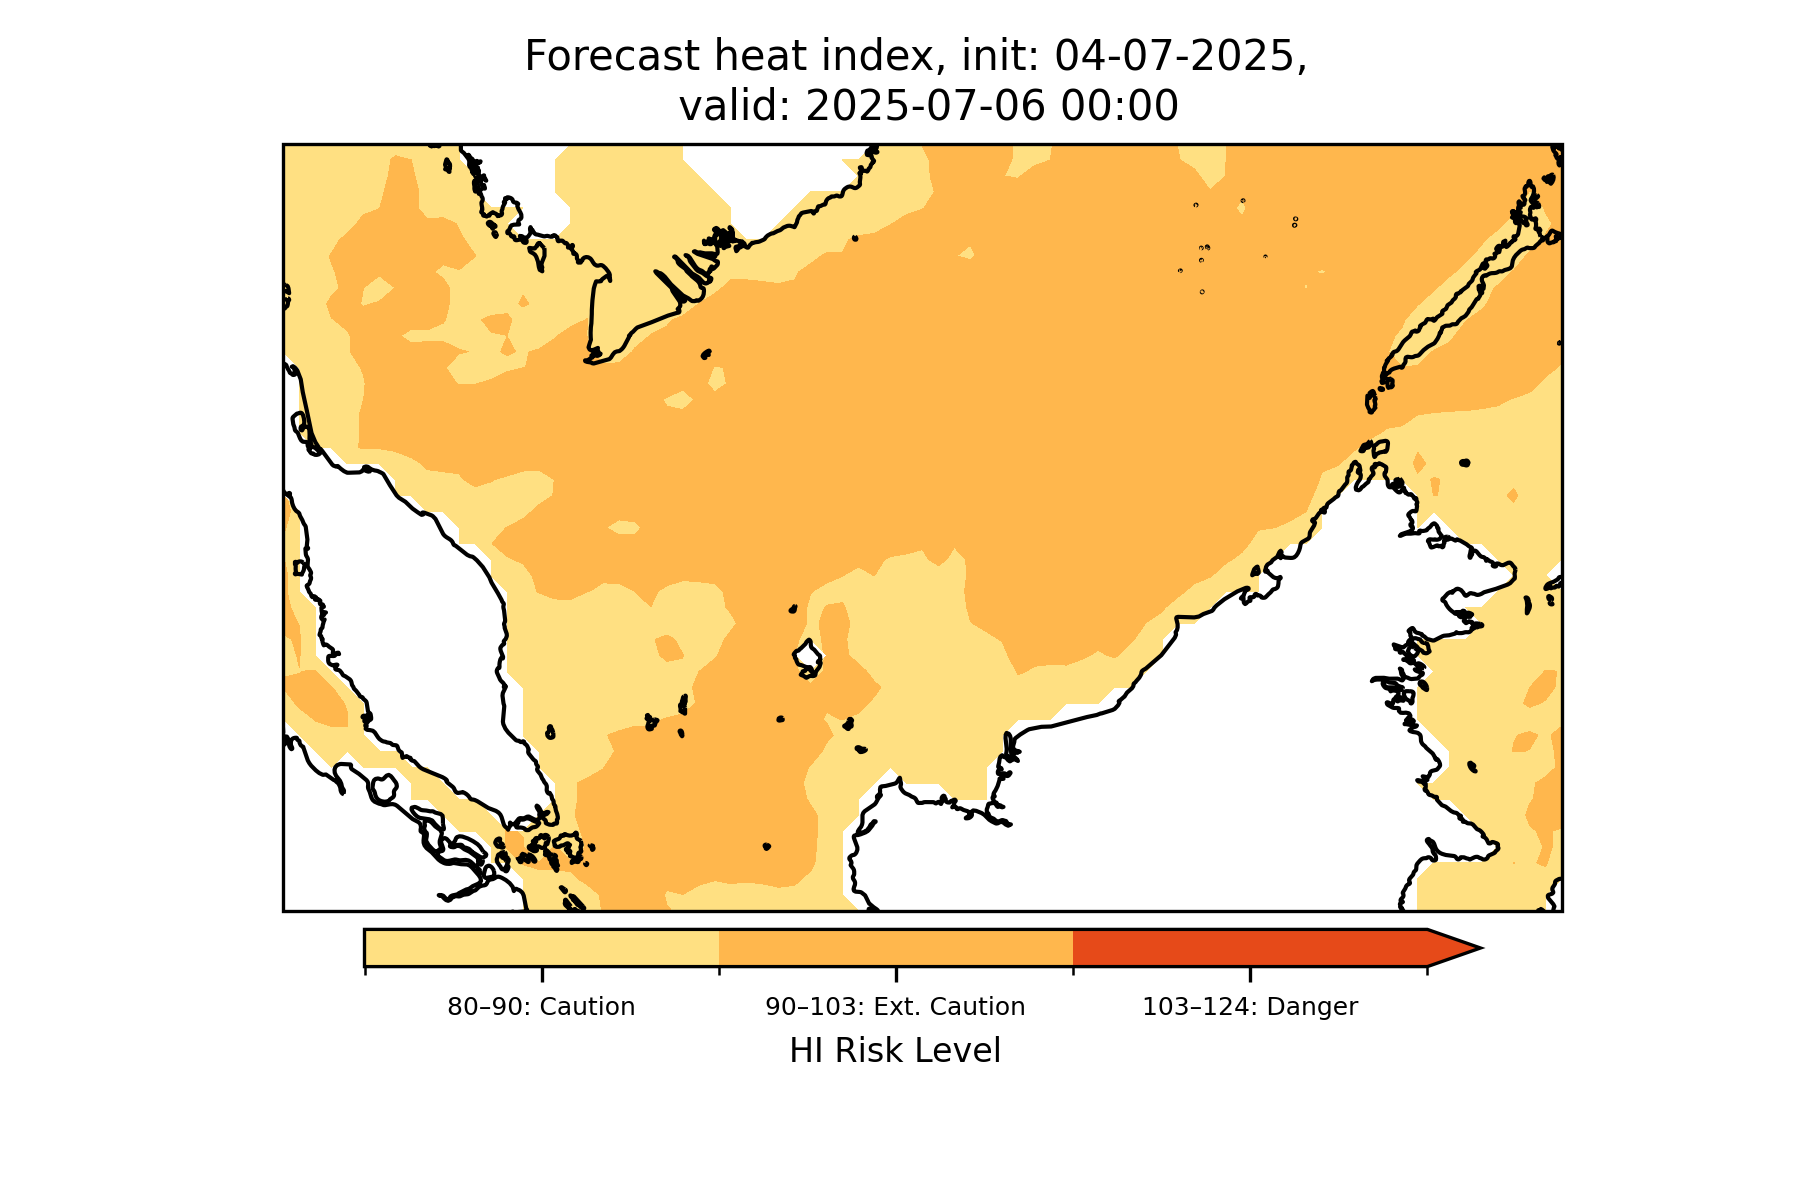 Forecast heat index, init: 04-07-2025,
valid: 2025-07-06 00:00
80–90: Caution
90–103: Ext. Caution
103–124: Danger
HI Risk Level